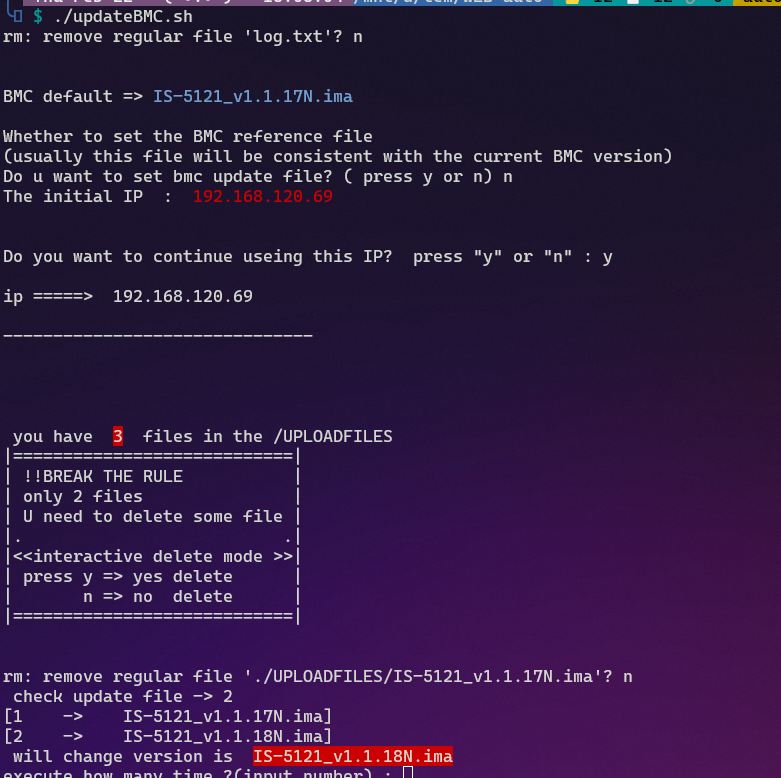 $ ./updateBMC.sh
rm: remove regular file 'log.txt'? n
BMC default => IS-5121_v1.1.17N.ima
Whether to set the BMC reference file
(usually this file will be consistent with the current BMC version)
Do u want to set bmc update file? ( press y or n) n
The initial IP  :  192.168.120.69
Do you want to continue useing this IP?  press "y" or "n" : y
ip =====>  192.168.120.69
-------------------------------
you have  3  files in the /UPLOADFILES
|============================|
| !!BREAK THE RULE           |
| only 2 files               |
| U need to delete some file |
|.                          .|
|<<interactive delete mode >>|
| press y => yes delete      |
|       n => no  delete      |
|============================|
rm: remove regular file './UPLOADFILES/IS-5121_v1.1.17N.ima'? n
check update file -> 2
[1    ->    IS-5121_v1.1.17N.ima]
[2    ->    IS-5121_v1.1.18N.ima]
will change version is  IS-5121_v1.1.18N.ima
execute how many time ?(input number) :